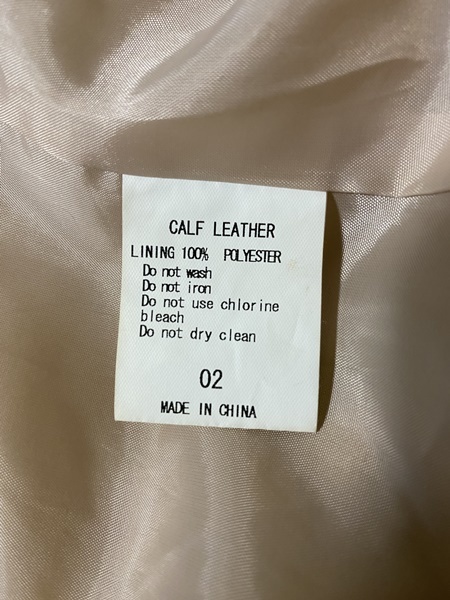 CALF LEATHER
LINING 100% POLYESTER
Do not wash
Do not iron
Do not use chlorine
bleach
Do not dry clean
02
MADE IN CHINA